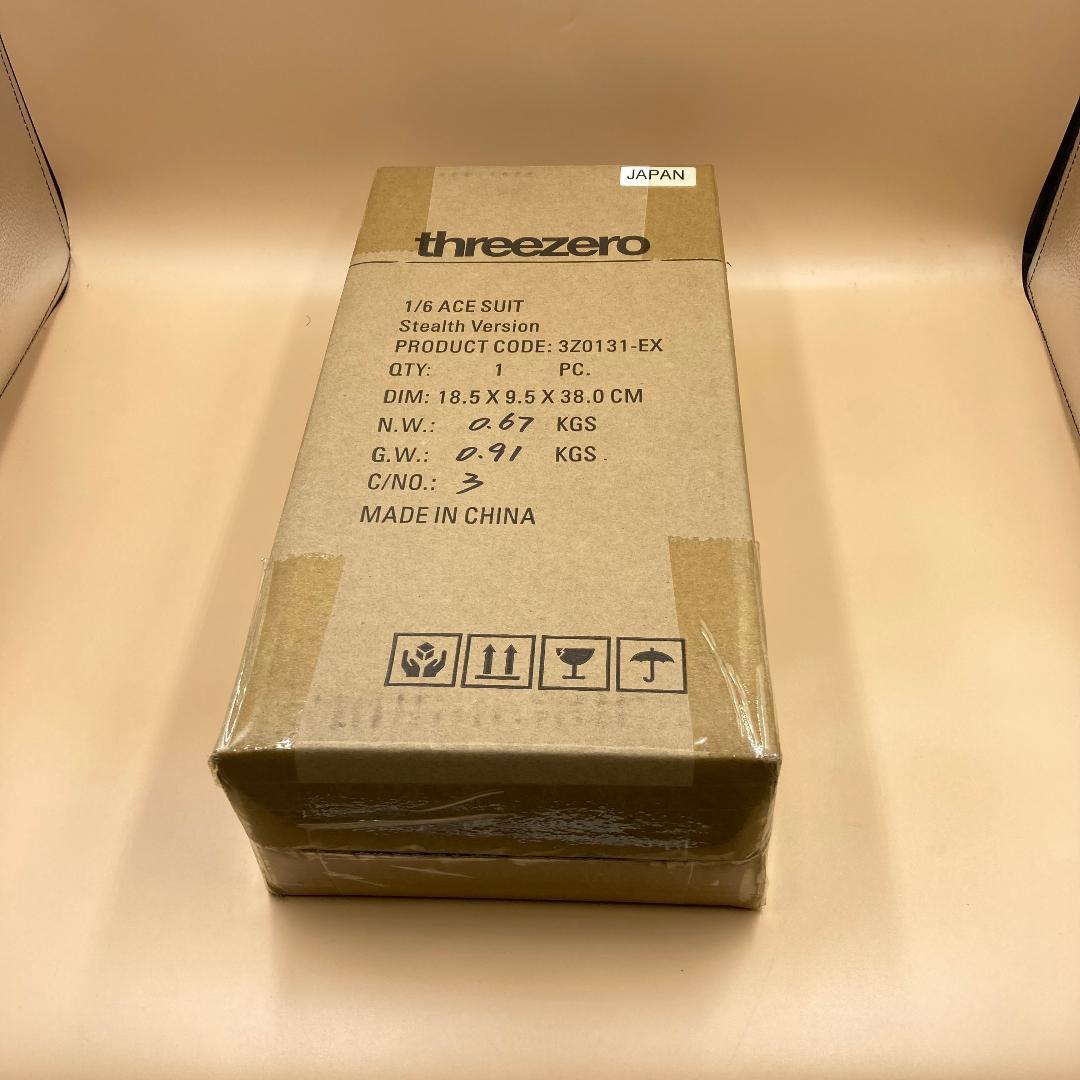 JAPAN
threezero
1/6 ACE SUIT
Stealth Version
PRODUCT CODE: 3Z0131-EX
QTY: 1 PC.
DIM: 18.5 X 9.5 X 38.0 CM
N.W.: 0.67 KGS
G.W.: 0.91 KGS.
C/NO.: 3
MADE IN CHINA